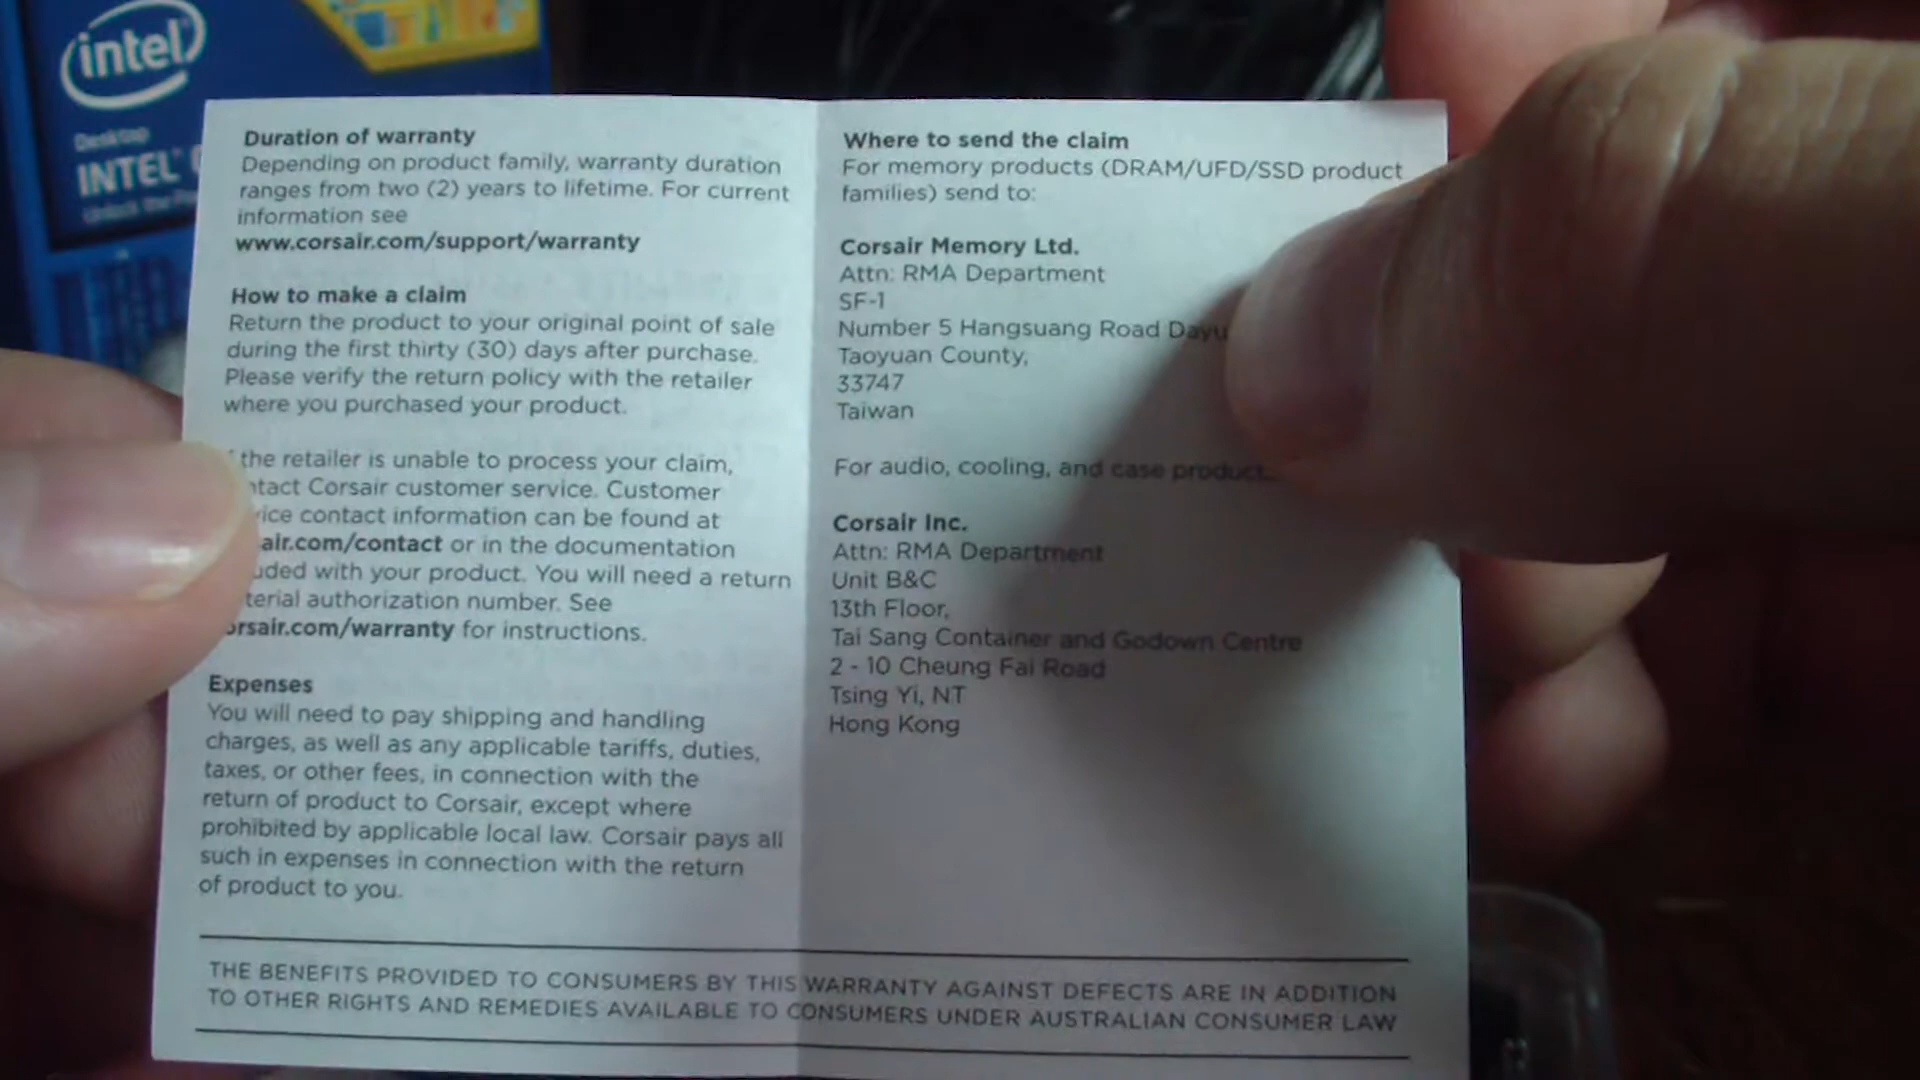 intel
Desktop
INTEL®
Unlock the
Duration of warranty
Depending on product family, warranty duration
ranges from two (2) years to lifetime. For current
information see
www.corsair.com/support/warranty
How to make a claim
Return the product to your original point of sale
during the first thirty (30) days after purchase.
Please verify the return policy with the retailer
where you purchased your product.
the retailer is unable to process your claim,
ntact Corsair customer service. Customer
vice contact information can be found at
air.com/contact or in the documentation
uded with your product. You will need a return
terial authorization number. See
orsair.com/warranty for instructions.
Expenses
You will need to pay shipping and handling
charges, as well as any applicable tariffs, duties,
taxes, or other fees, in connection with the
return of product to Corsair, except where
prohibited by applicable local law. Corsair pays all
such in expenses in connection with the return
of product to you.
Where to send the claim
For memory products (DRAM/UFD/SSD product
families) send to:
Corsair Memory Ltd.
Attn: RMA Department
SF-1
Number 5 Hangsuang Road Dayu
Taoyuan County,
33747
Taiwan
For audio, cooling, and case product
Corsair Inc.
Attn: RMA Department
Unit B&C
13th Floor,
Tai Sang Container and Godown Centre
2 - 10 Cheung Fai Road
Tsing Yi, NT
Hong Kong
THE BENEFITS PROVIDED TO CONSUMERS BY THIS WARRANTY AGAINST DEFECTS ARE IN ADDITION
TO OTHER RIGHTS AND REMEDIES AVAILABLE TO CONSUMERS UNDER AUSTRALIAN CONSUMER LAW